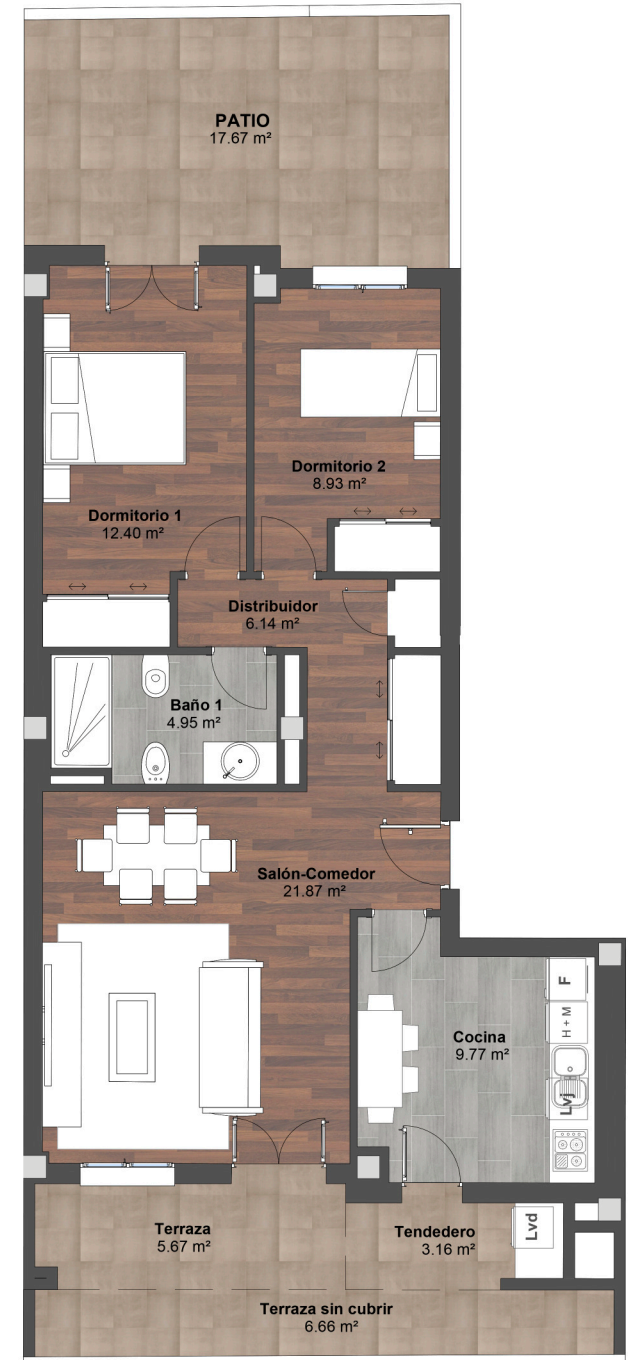 PATIO
17.67 m²
Dormitorio 2
8.93 m²
Dormitorio 1
12.40 m²
Distribuidor
6.14 m²
Baño 1
4.95 m²
Salón-Comedor
21.87 m²
F
H + M
Cocina
9.77 m²
Lvj
Terraza
5.67 m²
Tendedero
3.16 m²
Lvd
Terraza sin cubrir
6.66 m²